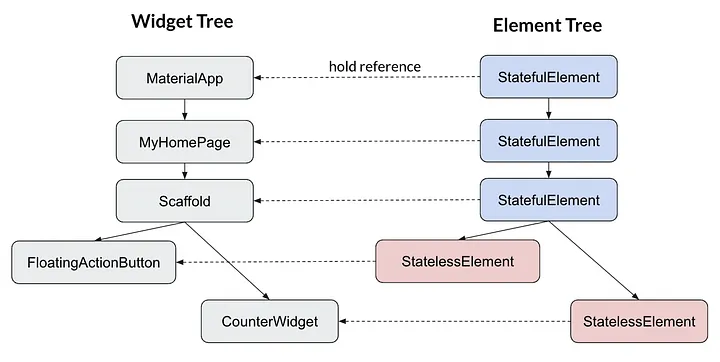 Widget Tree
Element Tree
MaterialApp
hold reference
StatefulElement
MyHomePage
StatefulElement
Scaffold
StatefulElement
FloatingActionButton
StatelessElement
CounterWidget
StatelessElement